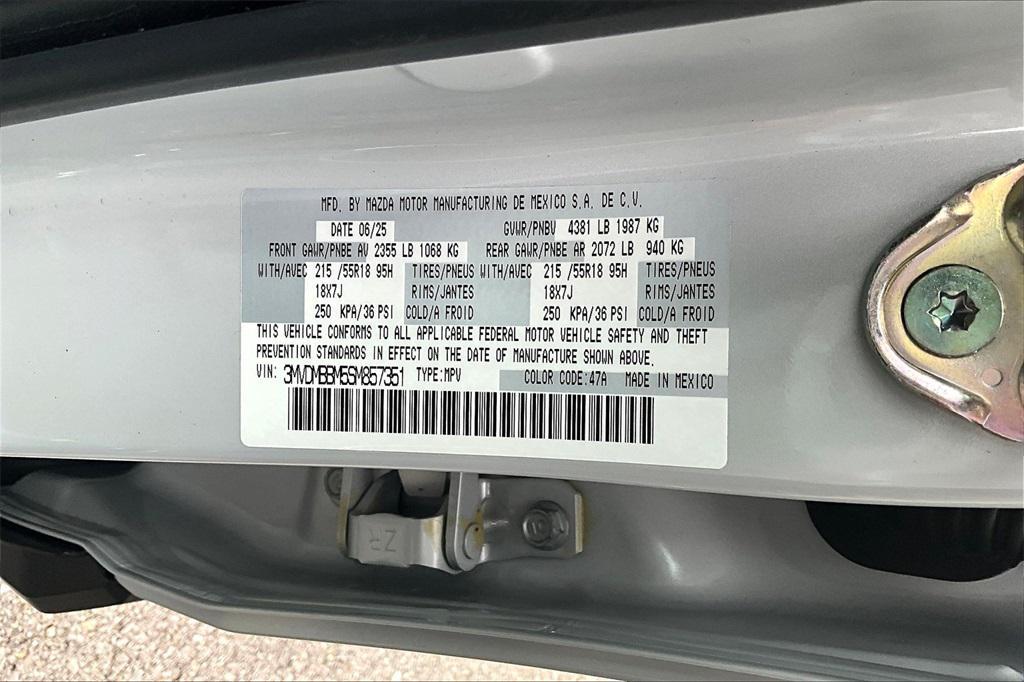 MFD. BY MAZDA MOTOR MANUFACTURING DE MEXICO S.A. DE C.V.
DATE 06/25 GVWR/PNBV 4381 LB 1987 KG
FRONT GAWR/PNBE AV 2355 LB 1068 KG REAR GAWR/PNBE AR 2072 LB 940 KG
WITH/AVEC 215 /55R18 95H TIRES/PNEUS WITH/AVEC 215 /55R18 95H TIRES/PNEUS
18X7J RIMS/JANTES 18X7J RIMS/JANTES
250 KPA/36 PSI COLD/A FROID 250 KPA/36 PSI COLD/A FROID
THIS VEHICLE CONFORMS TO ALL APPLICABLE FEDERAL MOTOR VEHICLE SAFETY AND THEFT
PREVENTION STANDARDS IN EFFECT ON THE DATE OF MANUFACTURE SHOWN ABOVE.
VIN: 3MVDMBBM5SM857351 TYPE:MPV COLOR CODE:47A MADE IN MEXICO
ZR